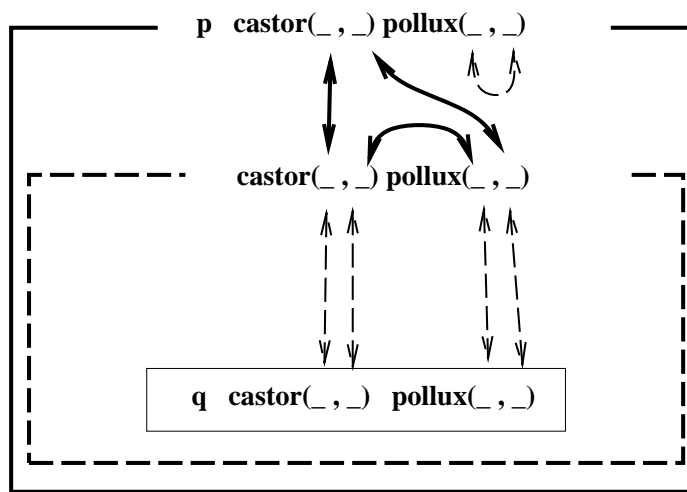 p castor(_ , _) pollux(_ , _)
castor(_ , _) pollux(_ , _)
q castor(_ , _) pollux(_ , _)